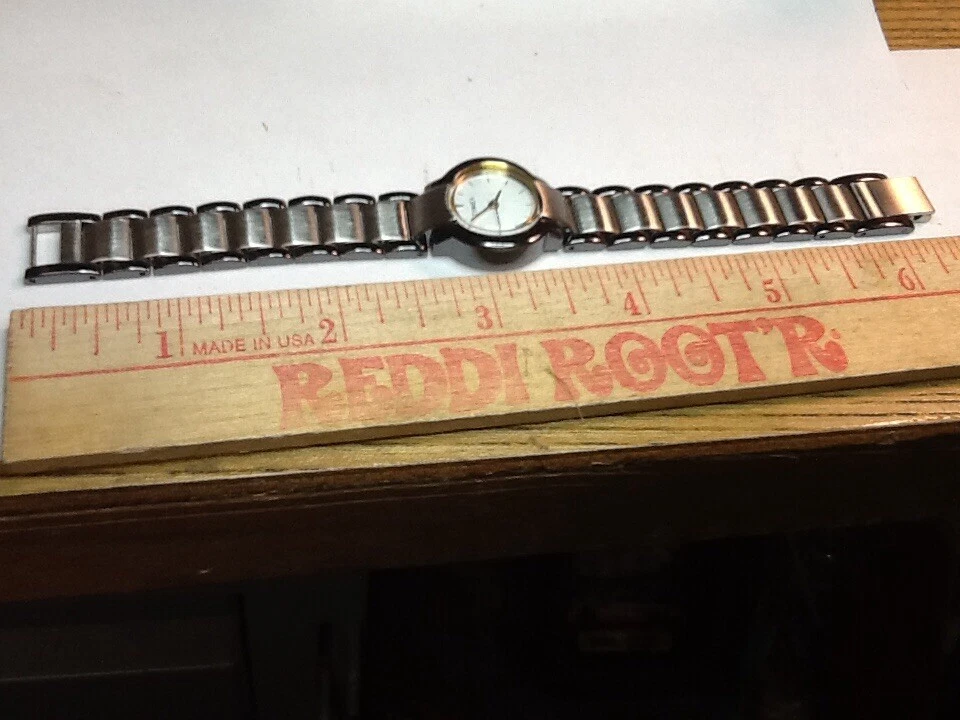 1 MADE IN USA 2 3 4 5 6
REDDI ROOT'R